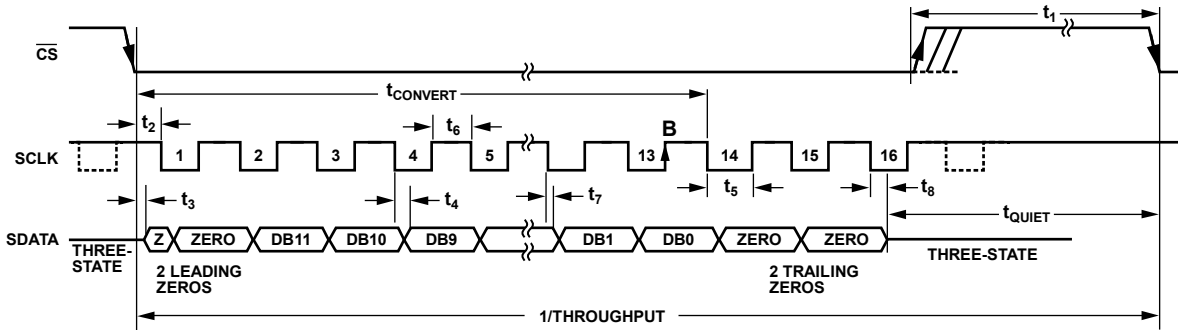 t1
CS
tCONVERT
t2
t6
B
SCLK
1
2
3
4
5
13
14
15
16
t3
t4
t7
t5
t8
tQUIET
SDATA
Z
ZERO
DB11
DB10
DB9
DB1
DB0
ZERO
ZERO
THREE-
STATE
THREE-STATE
2 LEADING
ZEROS
2 TRAILING
ZEROS
1/THROUGHPUT